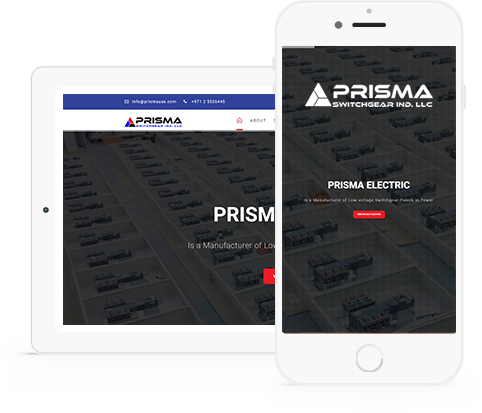 info@prismauae.com +971 2 5526445
PRISMA
SWITCHGEAR IND. LLC
ABOUT
PRISM
Is a Manufacturer of Low
PRISMA
SWITCHGEAR IND. LLC
PRISMA ELECTRIC
Is a Manufacturer of Low voltage Switchgear Panels in Power